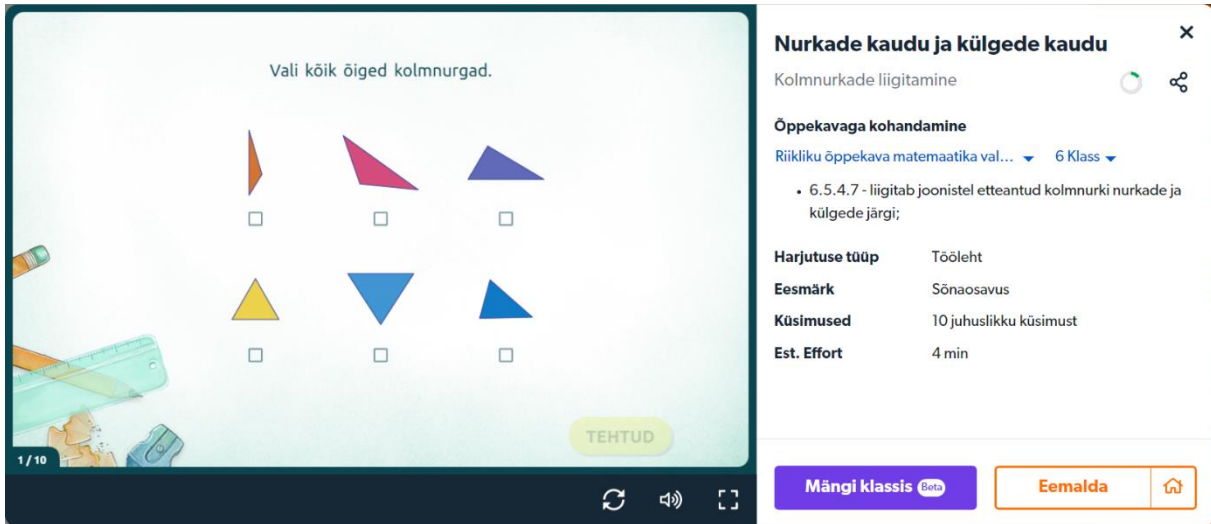 Vali kõik õiged kolmnurgad.
TEHTUD
1 / 10
Nurkade kaudu ja külgede kaudu
Kolmnurkade liigitamine
Õppekavaga kohandamine
Riikliku õppekava matemaatika val... 6 Klass
• 6.5.4.7 - liigitab joonistel etteantud kolmnurki nurkade ja
külgede järgi;
Harjutuse tüüp Tööleht
Eesmärk Sõnaosavus
Küsimused 10 juhuslikku küsimust
Est. Effort 4 min
Mängi klassis Beta
Eemalda